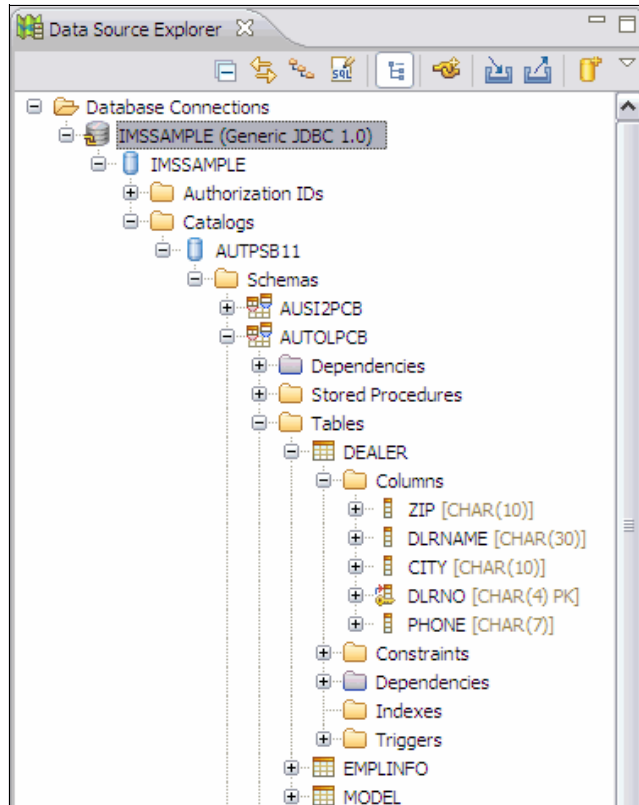 Data Source Explorer
SQL
Database Connections
IMSSAMPLE (Generic JDBC 1.0)
IMSSAMPLE
Authorization IDs
Catalogs
AUTPSB11
Schemas
AUSI2PCB
AUTOLPCB
Dependencies
Stored Procedures
Tables
DEALER
Columns
ZIP [CHAR(10)]
DLRNAME [CHAR(30)]
CITY [CHAR(10)]
DLRNO [CHAR(4) PK]
PHONE [CHAR(7)]
Constraints
Dependencies
Indexes
Triggers
EMPLINFO
MODEL